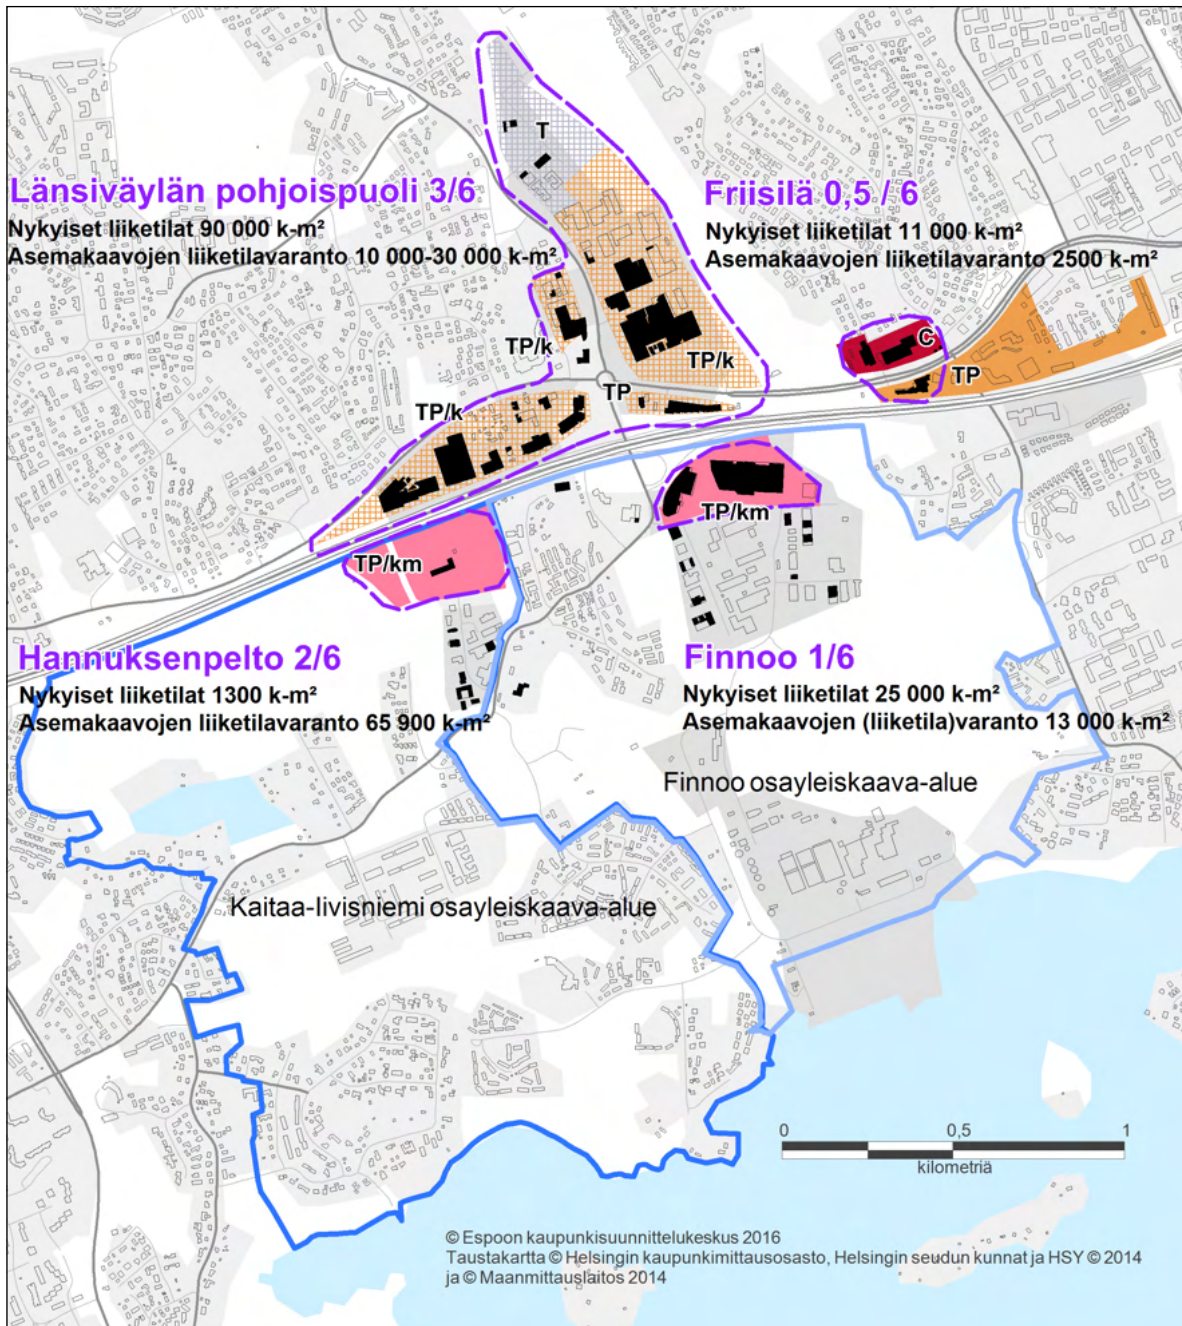 Länsiväylän pohjoispuoli 3/6
Nykyiset liiketilat 90 000 k-m²
Asemakaavojen liiketilavaranto 10 000-30 000 k-m²
Friisilä 0,5 / 6
Nykyiset liiketilat 11 000 k-m²
Asemakaavojen liiketilavaranto 2500 k-m²
T
TP/k
TP/k
C
TP
TP
TP/k
TP/km
TP/km
Hannuksenpelto 2/6
Nykyiset liiketilat 1300 k-m²
Asemakaavojen liiketilavaranto 65 900 k-m²
Finnoo 1/6
Nykyiset liiketilat 25 000 k-m²
Asemakaavojen (liiketila)varanto 13 000 k-m²
Finnoo osayleiskaava-alue
Kaitaa-Iivisniemi osayleiskaava-alue
0 0,5 1
kilometriä
© Espoon kaupunkisuunnittelukeskus 2016
Taustakartta © Helsingin kaupunkimittausosasto, Helsingin seudun kunnat ja HSY © 2014
ja © Maanmittauslaitos 2014